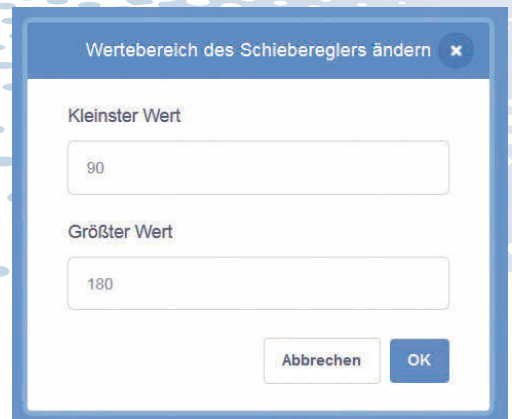 Wertebereich des Schiebereglers ändern ×
Kleinster Wert
90
Größter Wert
180
Abbrechen OK